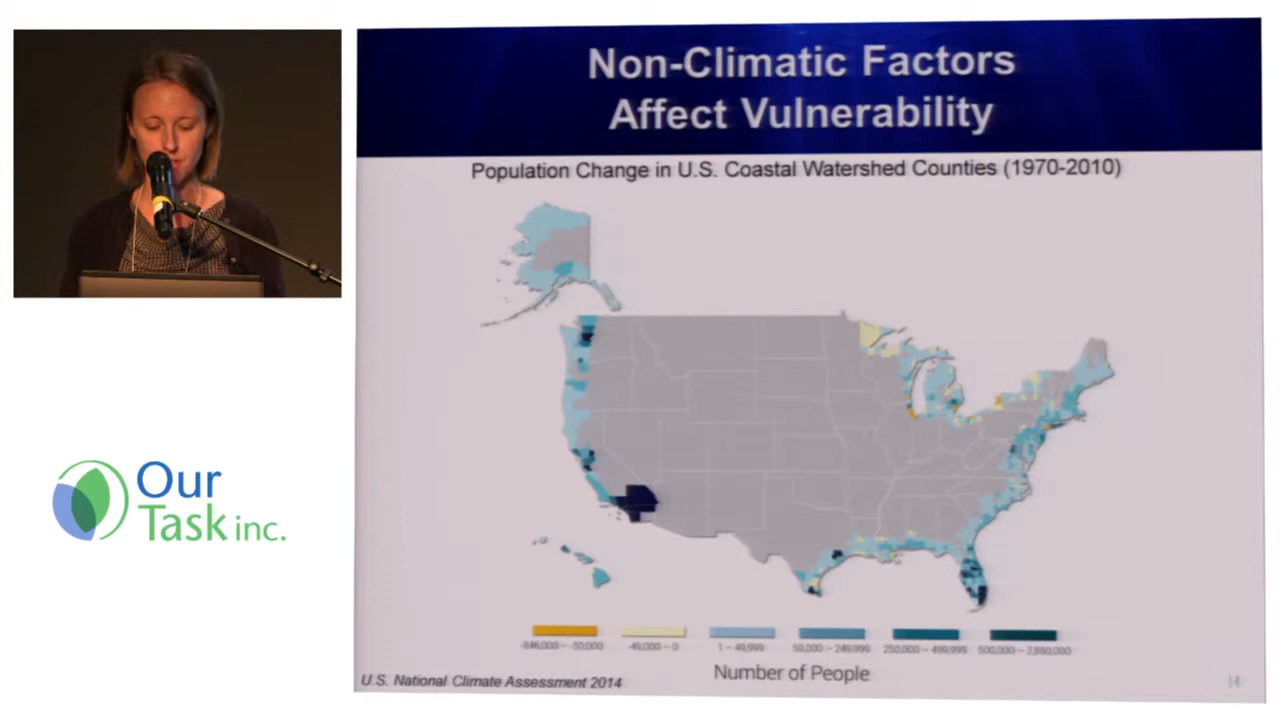 Non-Climatic Factors
Affect Vulnerability
Population Change in U.S. Coastal Watershed Counties (1970-2010)
Our
Task inc.
-846,000 – -50,000
-49,000 – 0
1 – 49,999
50,000 – 249,999
250,000 – 499,999
500,000 – 2,880,000
Number of People
U.S. National Climate Assessment 2014
14